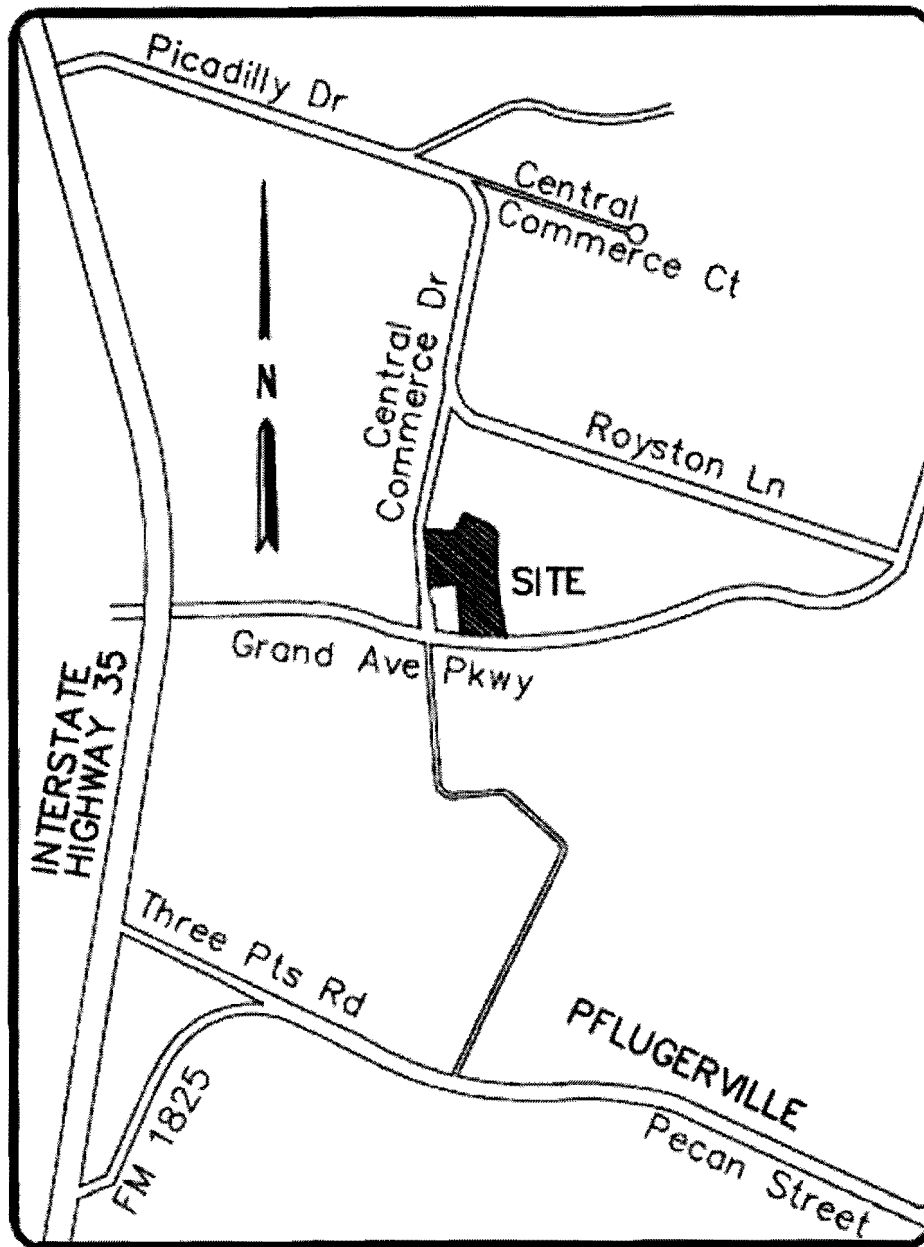 Picadilly Dr
Central
Commerce Ct
Central
Commerce Dr
N
Royston Ln
SITE
Grand Ave Pkwy
INTERSTATE
HIGHWAY 35
Three Pts Rd
PFLUGERVILLE
FM 1825
Pecan Street